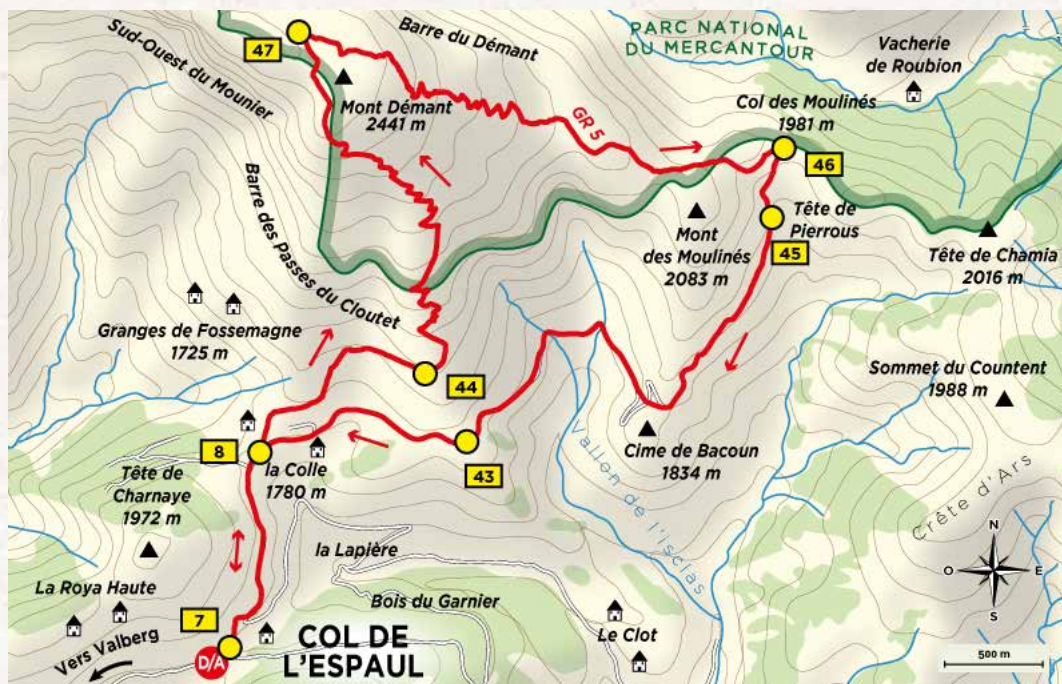 PARC NATIONAL
DU MERCANTOUR
Barre du Démant
Sud-Ouest du Mounier
47
Vacherie
de Roubion
Mont Démant
2441 m
GR 5
Col des Moulinés
1981 m
46
Barre des Passes du Cloutet
Tête de
Pierrous
45
Mont
des Moulinés
2083 m
Tête de Chamia
2016 m
Granges de Fossemagne
1725 m
44
Sommet du Countent
1988 m
8
la Colle
1780 m
43
Cime de Bacoun
1834 m
Tête de
Charnaye
1972 m
Vallon de l'isclas
Crête d'Ars
la Lapière
La Roya Haute
Bois du Garnier
N
O
E
S
7
Vers Valberg
D/A
COL DE
L'ESPAUL
Le Clot
500 m